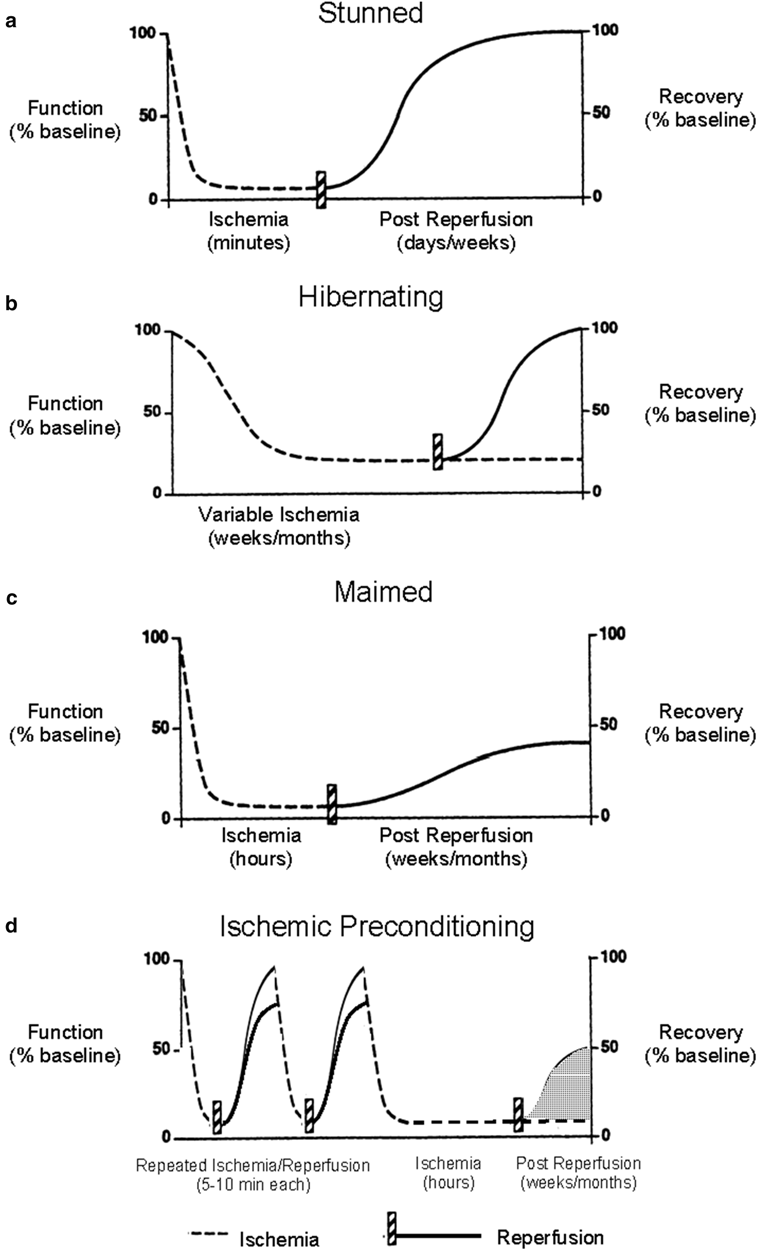 a
Stunned
100
50
0
Function
(% baseline)
100
50
0
Recovery
(% baseline)
Ischemia
(minutes)
Post Reperfusion
(days/weeks)
b
Hibernating
100
50
0
Function
(% baseline)
100
50
0
Recovery
(% baseline)
Variable Ischemia
(weeks/months)
c
Maimed
100
50
0
Function
(% baseline)
100
50
0
Recovery
(% baseline)
Ischemia
(hours)
Post Reperfusion
(weeks/months)
d
Ischemic Preconditioning
100
50
0
Function
(% baseline)
100
50
0
Recovery
(% baseline)
Repeated Ischemia/Reperfusion
(5-10 min each)
Ischemia
(hours)
Post Reperfusion
(weeks/months)
Ischemia
Reperfusion